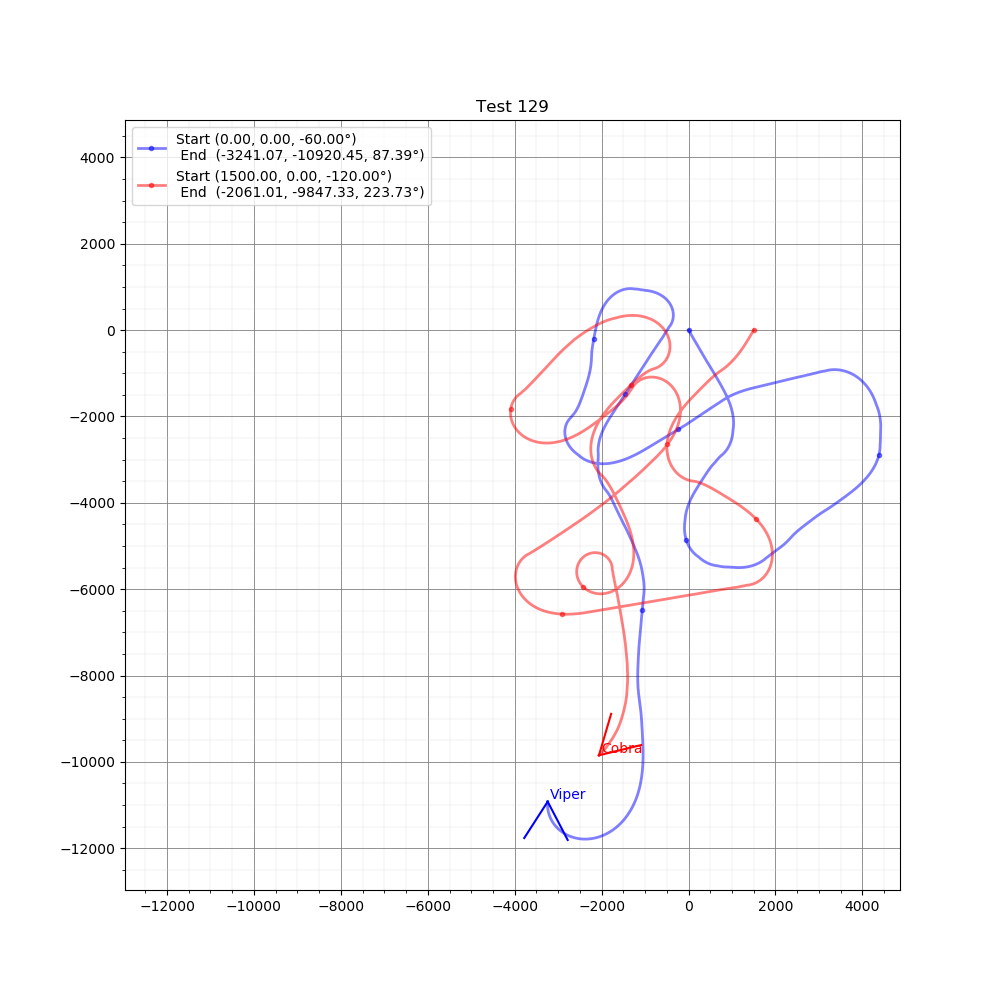 Test 129
Start (0.00, 0.00, -60.00°)
End (-3241.07, -10920.45, 87.39°)
Start (1500.00, 0.00, -120.00°)
End (-2061.01, -9847.33, 223.73°)
4000
2000
0
−2000
−4000
−6000
−8000
−10000
−12000
Cobra
Viper
−12000 −10000 −8000 −6000 −4000 −2000 0 2000 4000